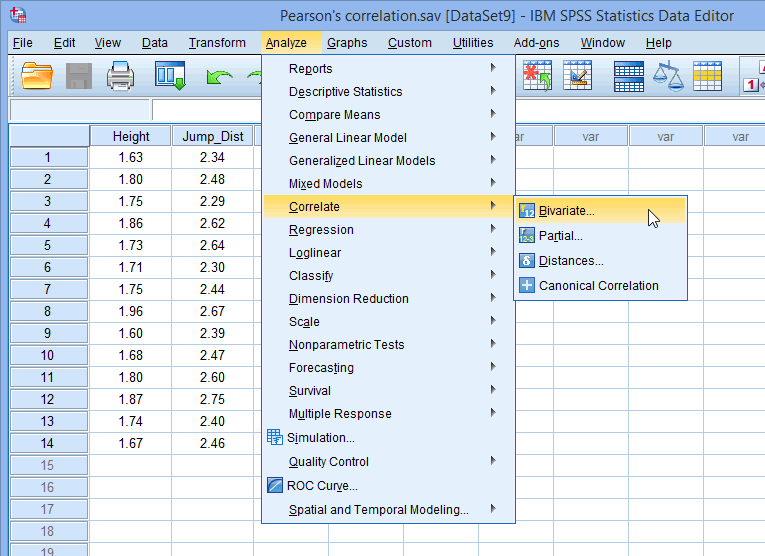 Pearson's correlation.sav [DataSet9] - IBM SPSS Statistics Data Editor
File Edit View Data Transform Analyze Graphs Custom Utilities Add-ons Window Help
Reports
Descriptive Statistics
Compare Means
General Linear Model
Generalized Linear Models
Mixed Models
Correlate
Regression
Loglinear
Classify
Dimension Reduction
Scale
Nonparametric Tests
Forecasting
Survival
Multiple Response
Simulation...
Quality Control
ROC Curve...
Spatial and Temporal Modeling...
Bivariate...
Partial...
Distances...
Canonical Correlation
Height Jump_Dist var var var var
1 1.63 2.34
2 1.80 2.48
3 1.75 2.29
4 1.86 2.62
5 1.73 2.64
6 1.71 2.30
7 1.75 2.44
8 1.96 2.67
9 1.60 2.39
10 1.68 2.47
11 1.80 2.60
12 1.87 2.75
13 1.74 2.40
14 1.67 2.46
15
16
17
18
19